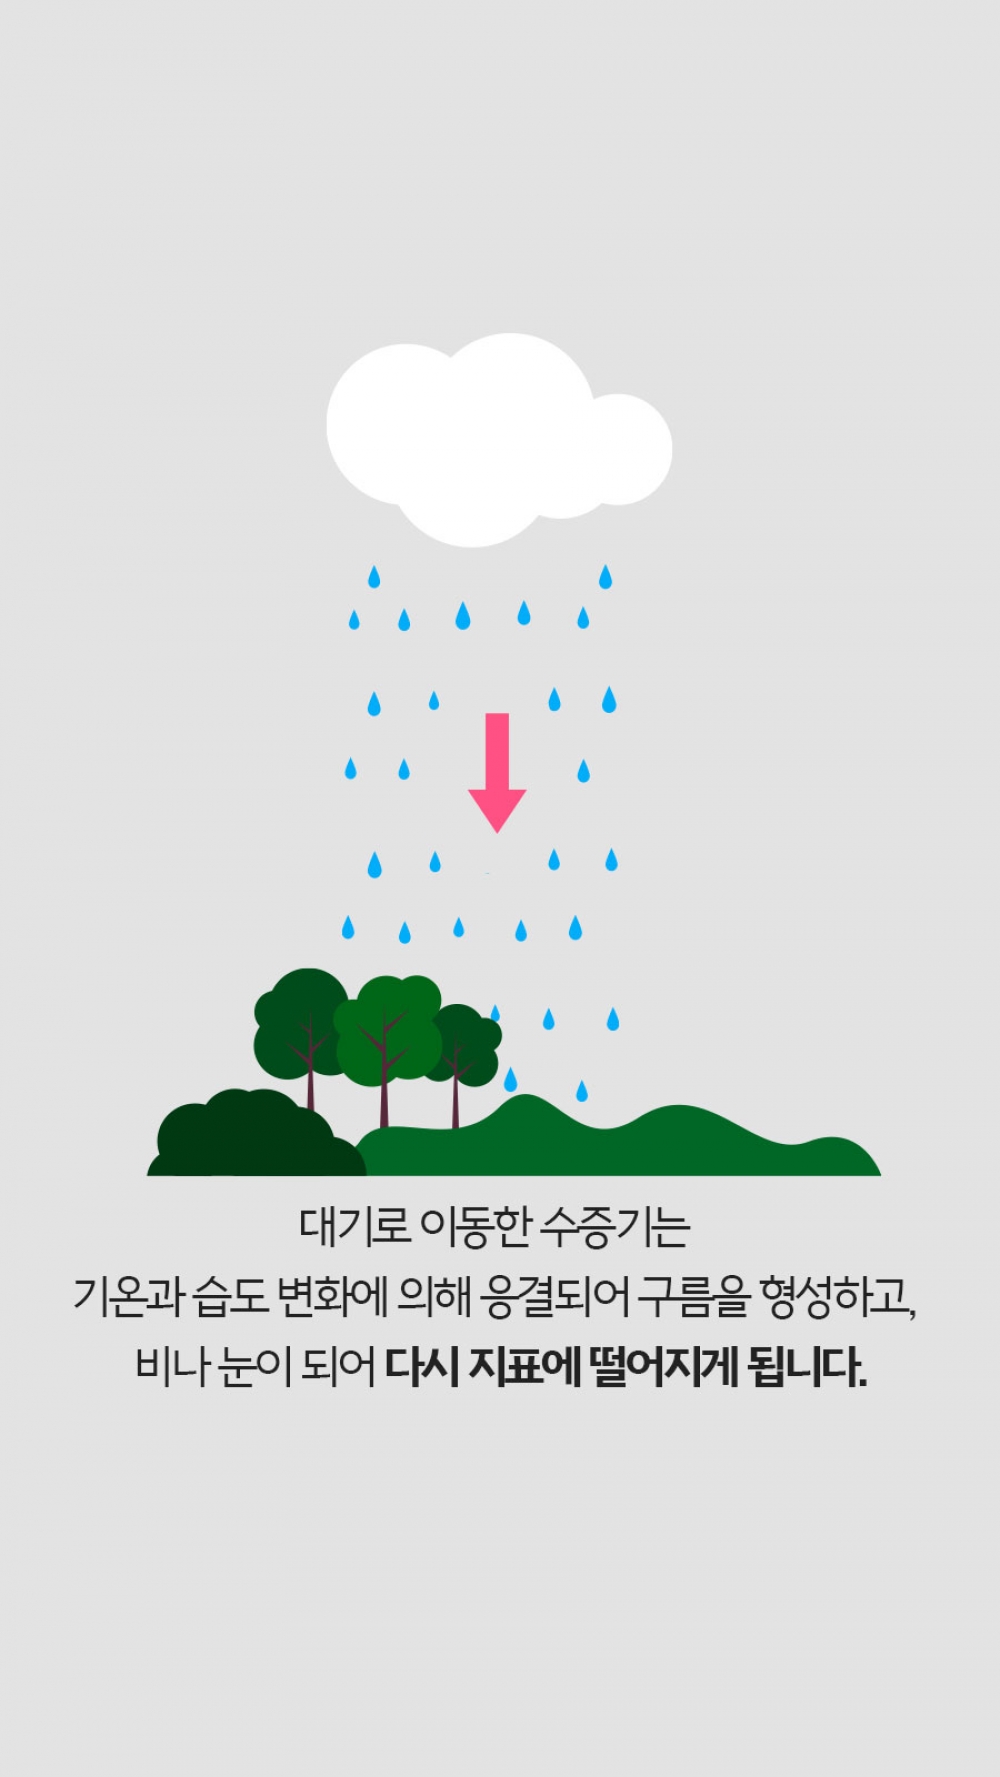 대기로 이동한 수증기는
기온과 습도 변화에 의해 응결되어 구름을 형성하고,
비나 눈이 되어 다시 지표에 떨어지게 됩니다.